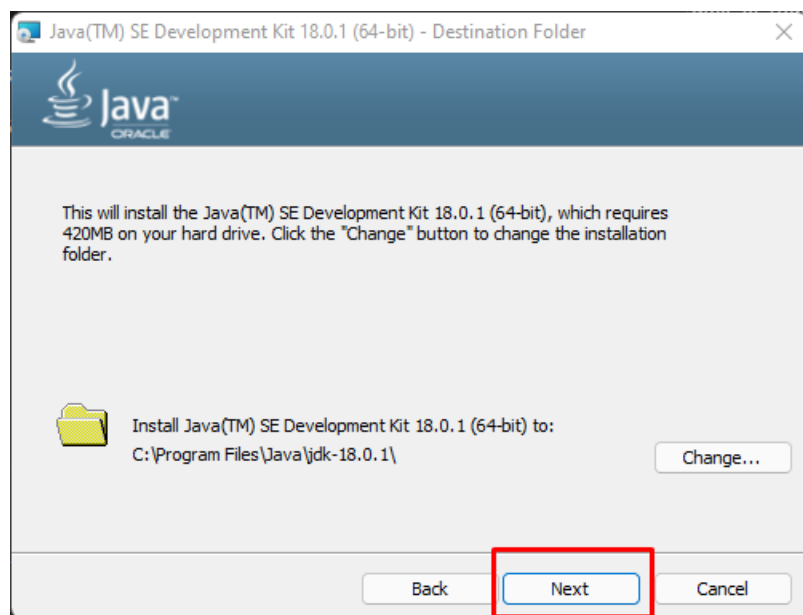 Java(TM) SE Development Kit 18.0.1 (64-bit) - Destination Folder
Java™
ORACLE
This will install the Java(TM) SE Development Kit 18.0.1 (64-bit), which requires
420MB on your hard drive. Click the "Change" button to change the installation
folder.
Install Java(TM) SE Development Kit 18.0.1 (64-bit) to:
C:\Program Files\Java\jdk-18.0.1\
Change...
Back
Next
Cancel